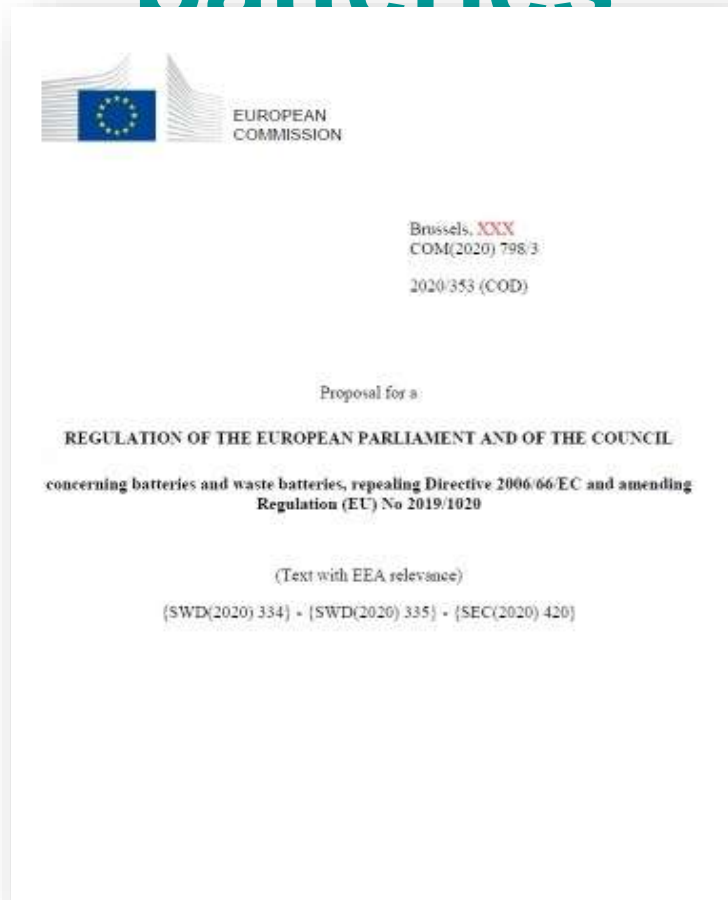 batteries
EUROPEAN
COMMISSION
Brussels, XXX
COM(2020) 798/3
2020/353 (COD)
Proposal for a
REGULATION OF THE EUROPEAN PARLIAMENT AND OF THE COUNCIL
concerning batteries and waste batteries, repealing Directive 2006/66/EC and amending
Regulation (EU) No 2019/1020
(Text with EEA relevance)
{SWD(2020) 334} - {SWD(2020) 335} - {SEC(2020) 420}